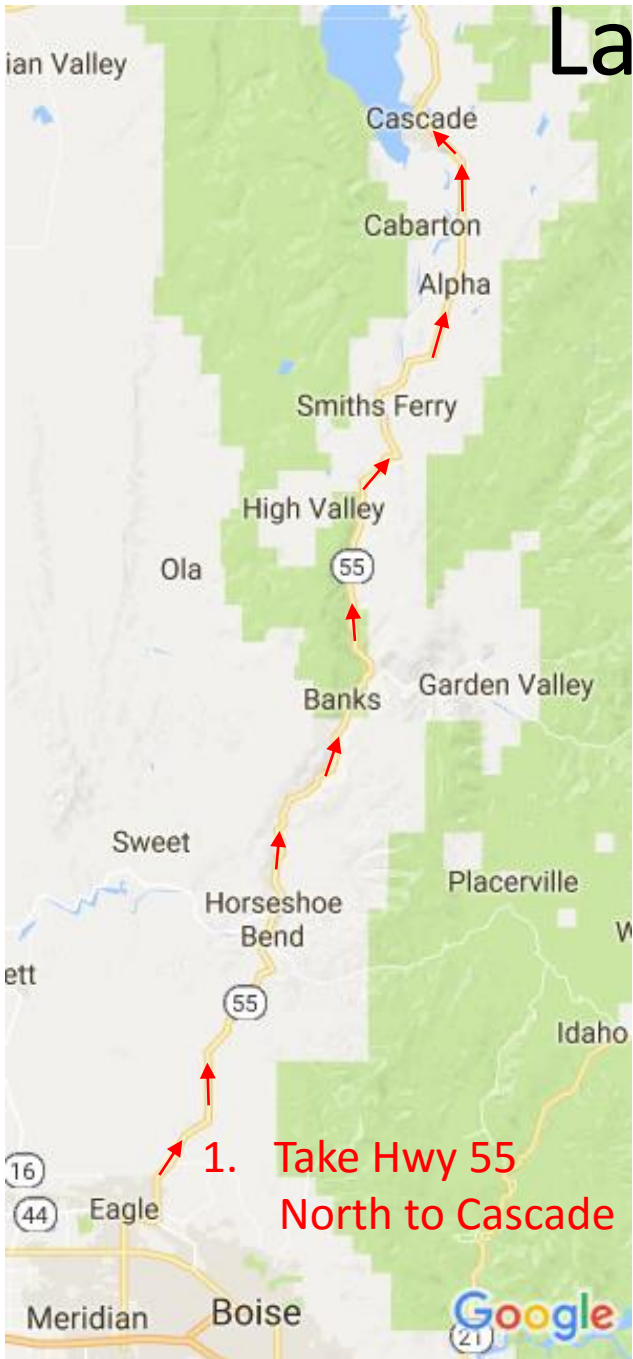 La
ian Valley
Cascade
Cabarton
Alpha
Smiths Ferry
High Valley
55
Ola
Garden Valley
Banks
Sweet
Placerville
Horseshoe
Bend
W
ett
55
Idaho
1. Take Hwy 55
North to Cascade
16
44
Eagle
Meridian
Boise
Google
21